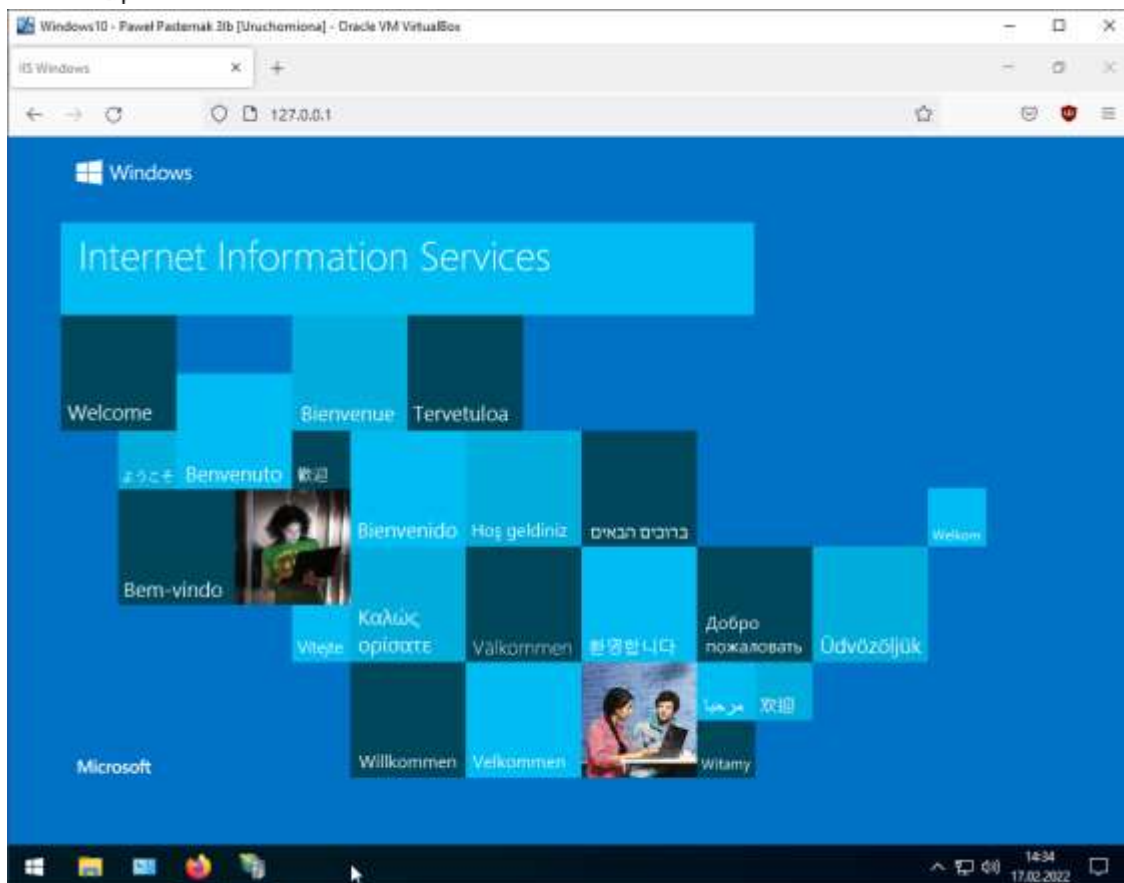 Windows10 - Paweł Pasternak 3Ib [Uruchomiona] - Oracle VM VirtualBox
IIS Windows
127.0.0.1
Windows
Internet Information Services
Welcome
Bienvenue
Tervetuloa
ようこそ
Benvenuto
歡迎
Bienvenido
Hoş geldiniz
ברוכים הבאים
Welkom
Bem-vindo
Vítejte
Καλώς
ορίσατε
Välkommen
환영합니다
Добро
пожаловать
Üdvözöljük
مرحبا
欢迎
Microsoft
Willkommen
Velkommen
Witamy
14:34
17.02.2022